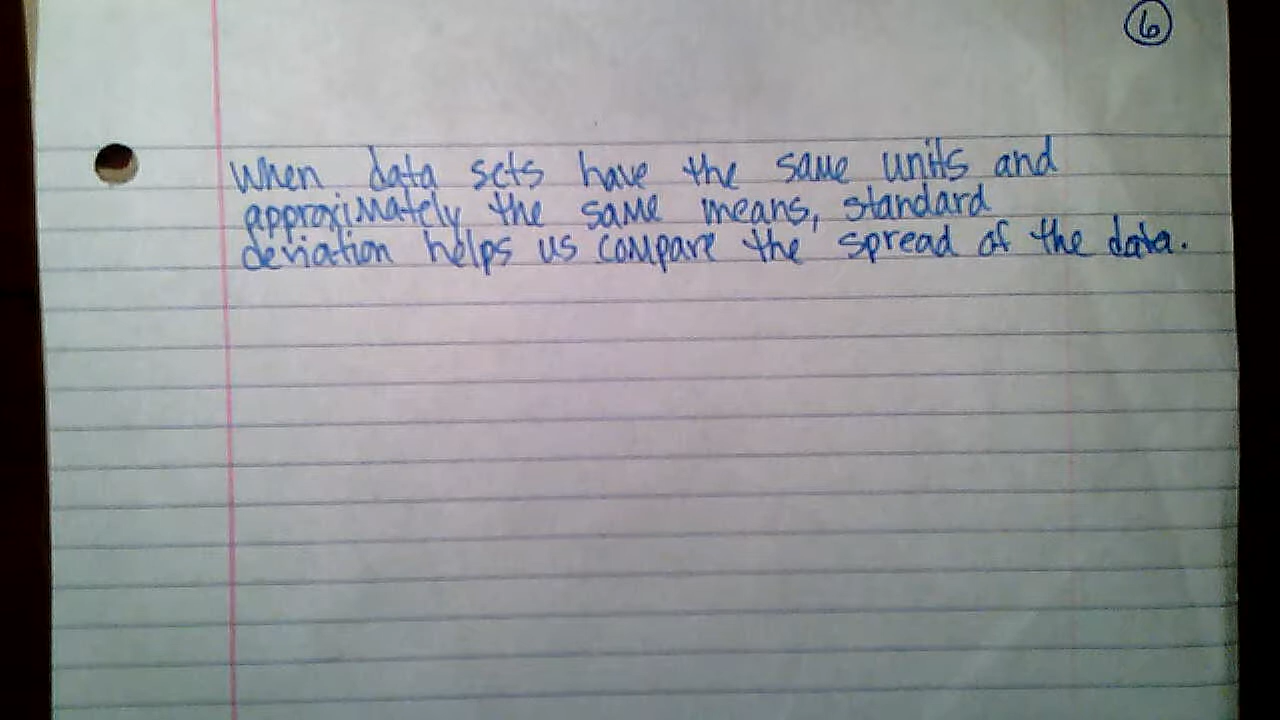 6
When data sets have the same units and
approximately the same means, standard
deviation helps us compare the spread of the data.